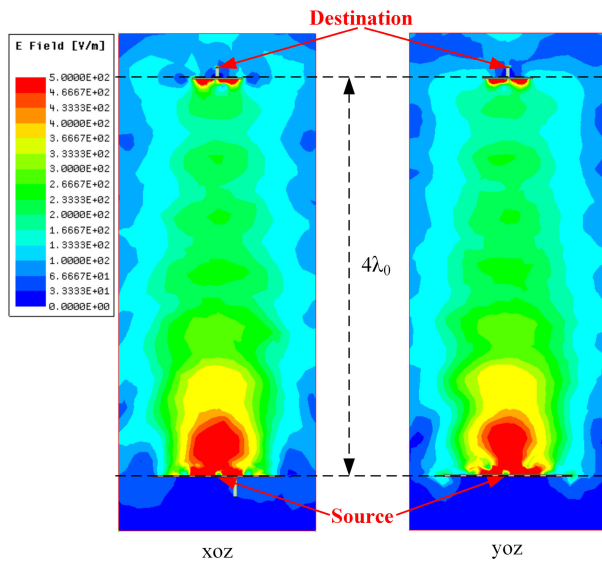 Destination
E Field [V/m]
5.0000E+02
4.6667E+02
4.3333E+02
4.0000E+02
3.6667E+02
3.3333E+02
3.0000E+02
2.6667E+02
2.3333E+02
2.0000E+02
1.6667E+02
1.3333E+02
1.0000E+02
6.6667E+01
3.3333E+01
0.0000E+00
4λ₀
Source
xoz
yoz